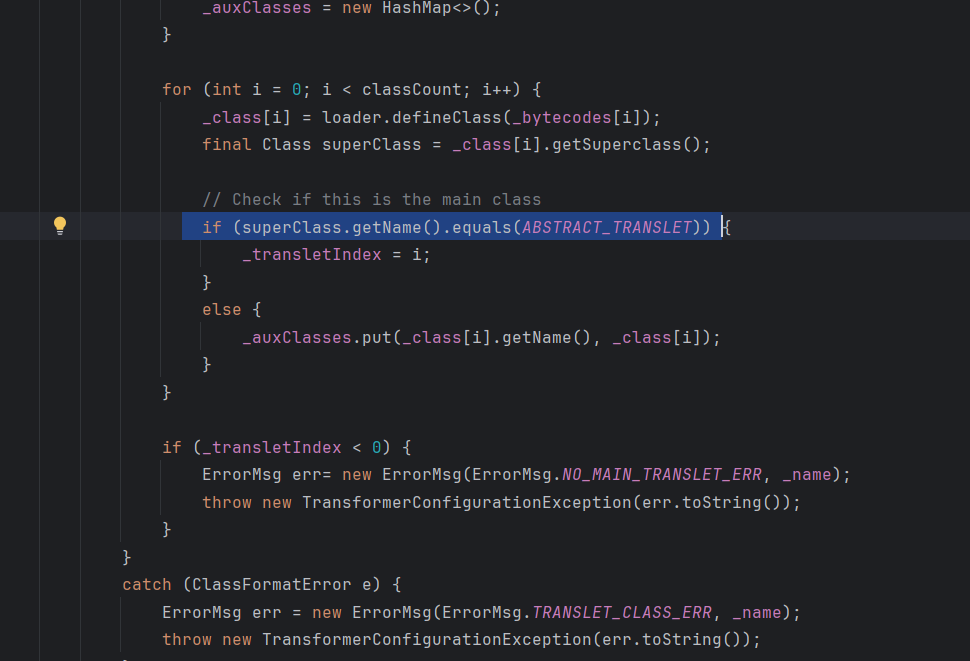 _auxClasses = new HashMap<>();
}
for (int i = 0; i < classCount; i++) {
_class[i] = loader.defineClass(_bytecodes[i]);
final Class superClass = _class[i].getSuperclass();
// Check if this is the main class
if (superClass.getName().equals(ABSTRACT_TRANSLET)) {
_transletIndex = i;
}
else {
_auxClasses.put(_class[i].getName(), _class[i]);
}
}
if (_transletIndex < 0) {
ErrorMsg err= new ErrorMsg(ErrorMsg.NO_MAIN_TRANSLET_ERR, _name);
throw new TransformerConfigurationException(err.toString());
}
}
catch (ClassFormatError e) {
ErrorMsg err = new ErrorMsg(ErrorMsg.TRANSLET_CLASS_ERR, _name);
throw new TransformerConfigurationException(err.toString());